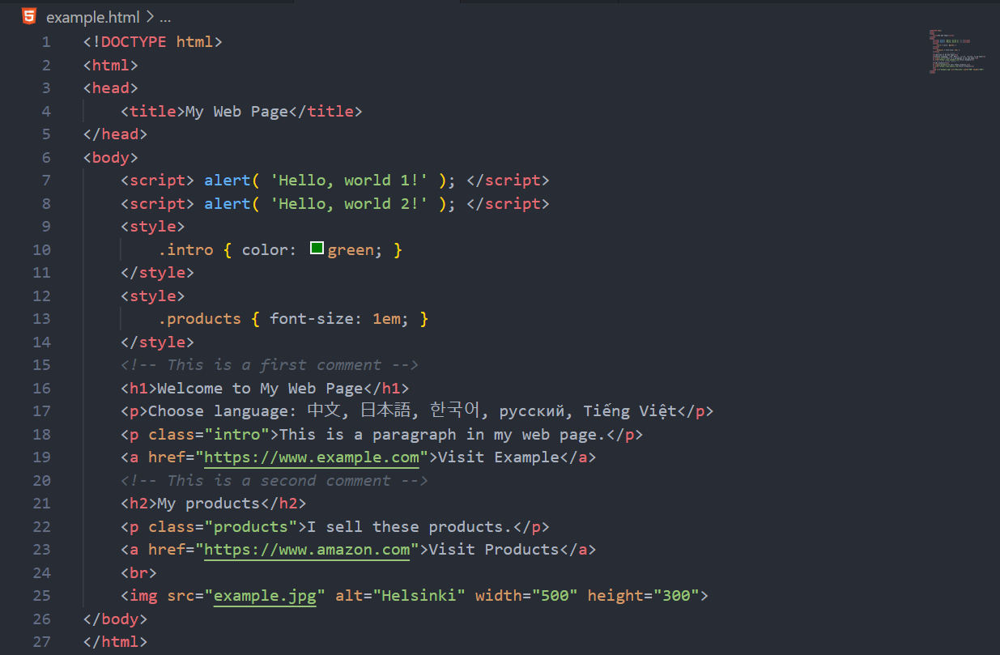 example.html > ...
1 <!DOCTYPE html>
2 <html>
3 <head>
4     <title>My Web Page</title>
5 </head>
6 <body>
7     <script> alert( 'Hello, world 1!' ); </script>
8     <script> alert( 'Hello, world 2!' ); </script>
9     <style>
10         .intro { color: green; }
11     </style>
12     <style>
13         .products { font-size: 1em; }
14     </style>
15     <!-- This is a first comment -->
16     <h1>Welcome to My Web Page</h1>
17     <p>Choose language: 中文, 日本語, 한국어, русский, Tiếng Việt</p>
18     <p class="intro">This is a paragraph in my web page.</p>
19     <a href="https://www.example.com">Visit Example</a>
20     <!-- This is a second comment -->
21     <h2>My products</h2>
22     <p class="products">I sell these products.</p>
23     <a href="https://www.amazon.com">Visit Products</a>
24     <br>
25     <img src="example.jpg" alt="Helsinki" width="500" height="300">
26 </body>
27 </html>